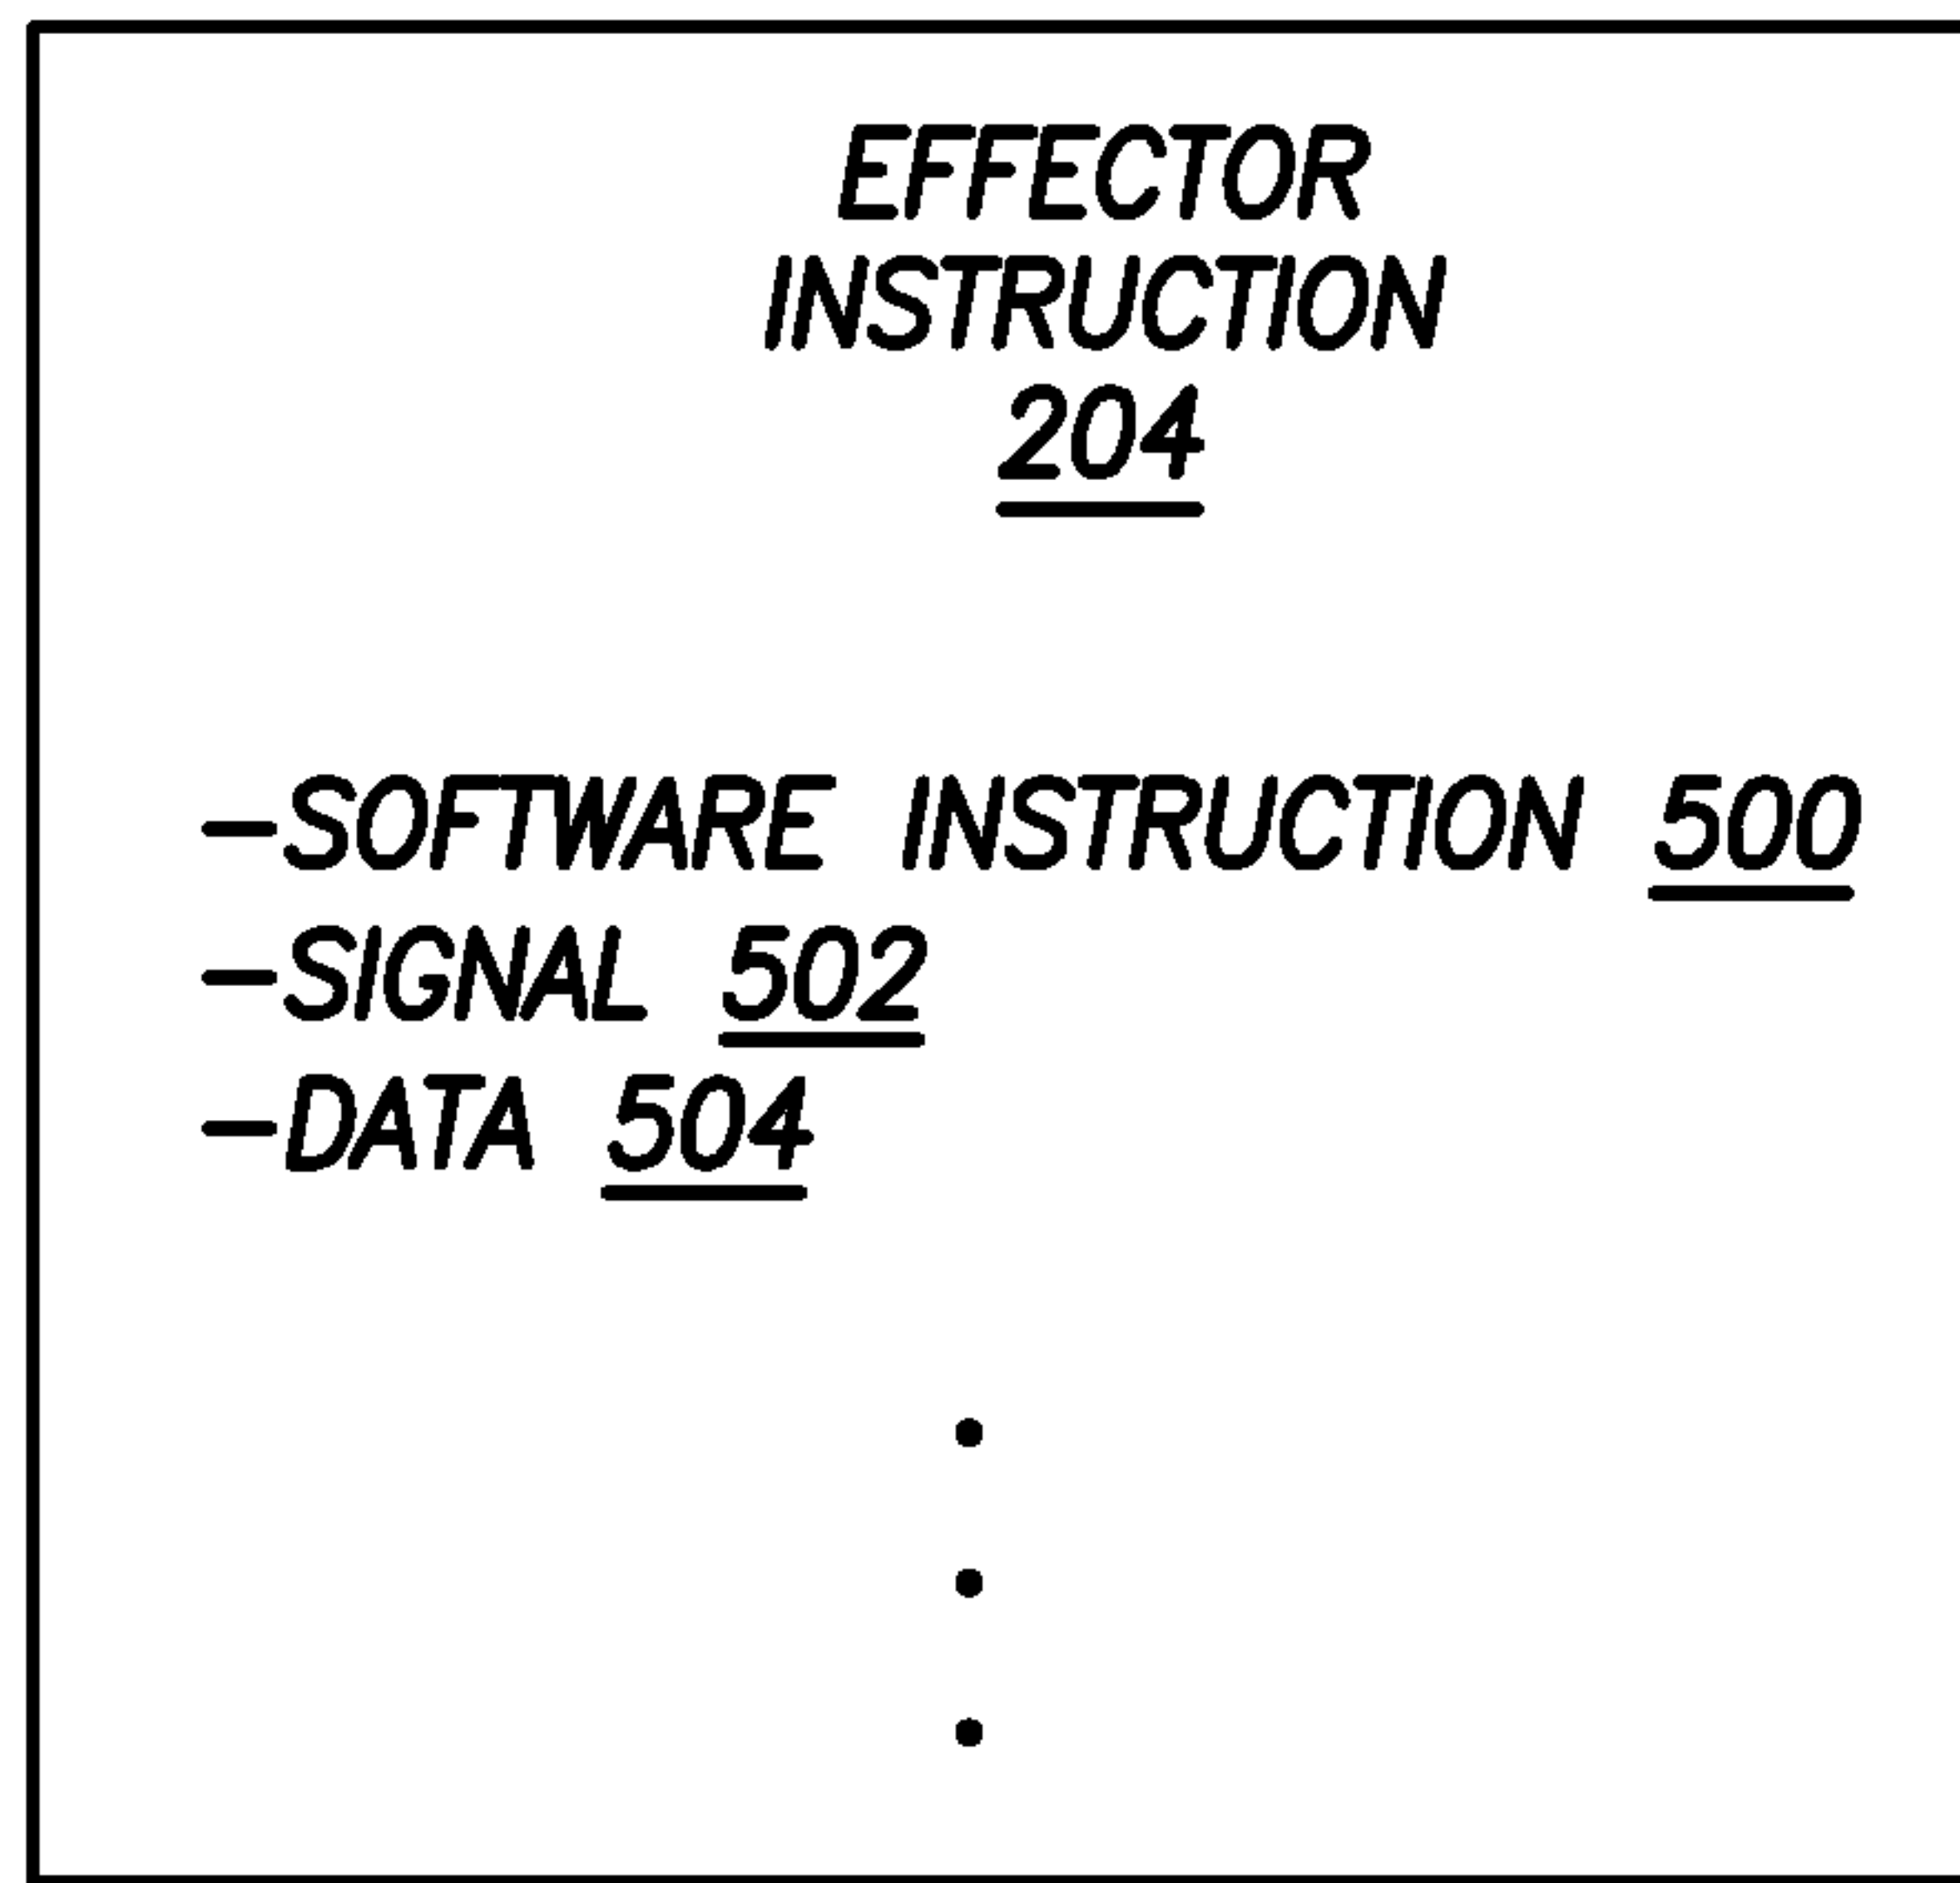 EFFECTOR
INSTRUCTION
204
-SOFTWARE INSTRUCTION 500
-SIGNAL 502
-DATA 504